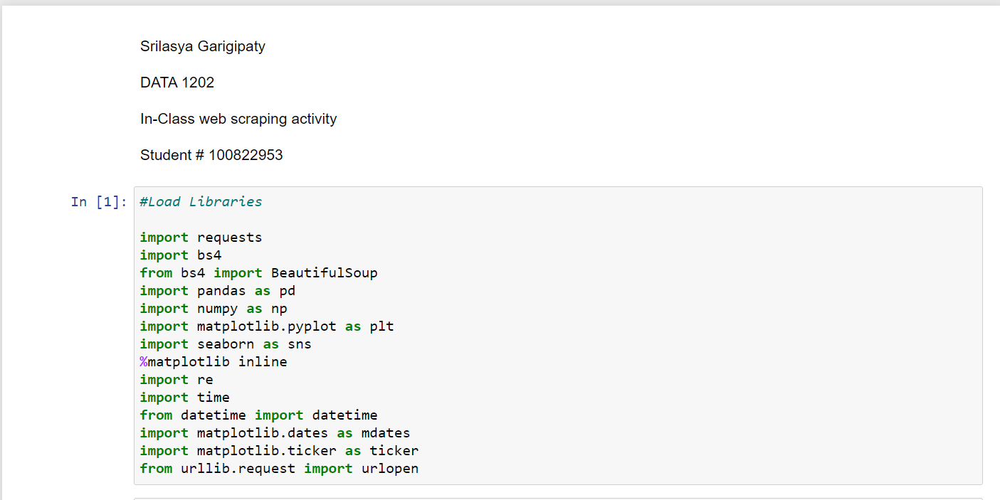 Srilasya Garigipaty
DATA 1202
In-Class web scraping activity
Student # 100822953
In [1]: #Load Libraries
import requests
import bs4
from bs4 import BeautifulSoup
import pandas as pd
import numpy as np
import matplotlib.pyplot as plt
import seaborn as sns
%matplotlib inline
import re
import time
from datetime import datetime
import matplotlib.dates as mdates
import matplotlib.ticker as ticker
from urllib.request import urlopen